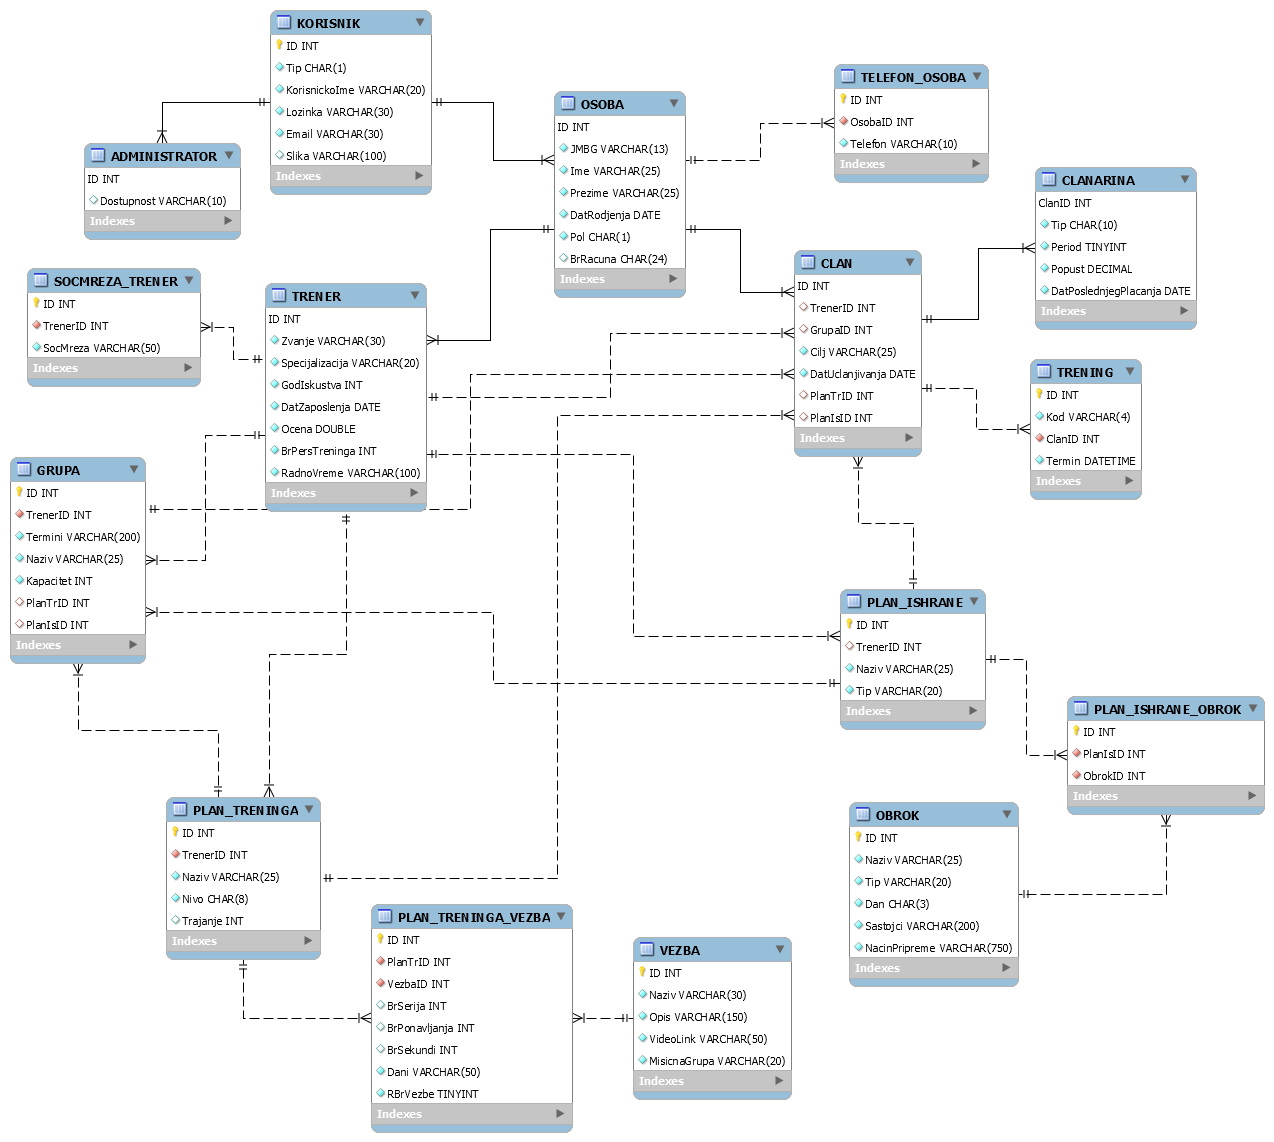 KORISNIK
ID INT
Tip CHAR(1)
KorisnickoIme VARCHAR(20)
Lozinka VARCHAR(30)
Email VARCHAR(30)
Slika VARCHAR(100)
Indexes
ADMINISTRATOR
ID INT
Dostupnost VARCHAR(10)
Indexes
OSOBA
ID INT
JMBG VARCHAR(13)
Ime VARCHAR(25)
Prezime VARCHAR(25)
DatRodjenja DATE
Pol CHAR(1)
BrRacuna CHAR(24)
Indexes
TELEFON_OSOBA
ID INT
OsobaID INT
Telefon VARCHAR(10)
Indexes
CLANARINA
ClanID INT
Tip CHAR(10)
Period TINYINT
Popust DECIMAL
DatPoslednjegPlacanja DATE
Indexes
SOCMREZA_TRENER
ID INT
TrenerID INT
SocMreza VARCHAR(50)
Indexes
TRENER
ID INT
Zvanje VARCHAR(30)
Specijalizacija VARCHAR(20)
GodIskustva INT
DatZaposlenja DATE
Ocena DOUBLE
BrPersTreninga INT
RadnoVreme VARCHAR(100)
Indexes
CLAN
ID INT
TrenerID INT
GrupaID INT
Cilj VARCHAR(25)
DatUclanjivanja DATE
PlanTrID INT
PlanIsID INT
Indexes
TRENING
ID INT
Kod VARCHAR(4)
ClanID INT
Termin DATETIME
Indexes
GRUPA
ID INT
TrenerID INT
Termini VARCHAR(200)
Naziv VARCHAR(25)
Kapacitet INT
PlanTrID INT
PlanIsID INT
Indexes
PLAN_ISHRANE
ID INT
TrenerID INT
Naziv VARCHAR(25)
Tip VARCHAR(20)
Indexes
PLAN_ISHRANE_OBROK
ID INT
PlanIsID INT
ObrokID INT
Indexes
PLAN_TRENINGA
ID INT
TrenerID INT
Naziv VARCHAR(25)
Nivo CHAR(8)
Trajanje INT
Indexes
OBROK
ID INT
Naziv VARCHAR(25)
Tip VARCHAR(20)
Dan CHAR(3)
Sastojci VARCHAR(200)
NacinPripreme VARCHAR(750)
Indexes
PLAN_TRENINGA_VEZBA
ID INT
PlanTrID INT
VezbaID INT
BrSerija INT
BrPonavljanja INT
BrSekundi INT
Dani VARCHAR(50)
RBrVezbe TINYINT
Indexes
VEZBA
ID INT
Naziv VARCHAR(30)
Opis VARCHAR(150)
VideoLink VARCHAR(50)
MisicnaGrupa VARCHAR(20)
Indexes